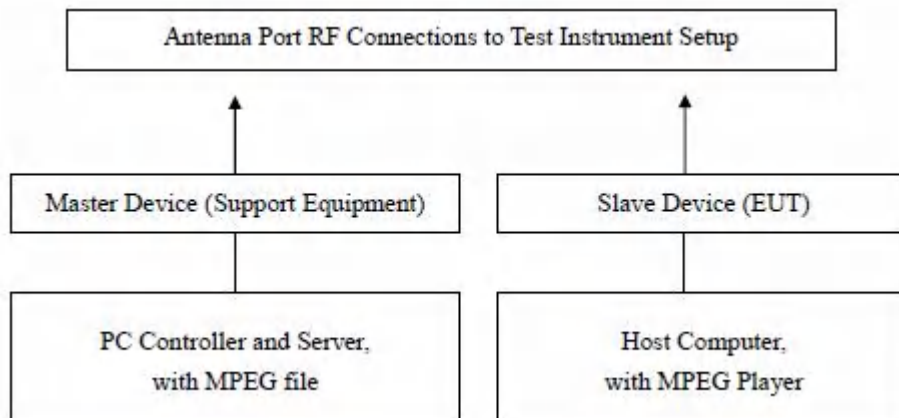 Antenna Port RF Connections to Test Instrument Setup
Master Device (Support Equipment)
Slave Device (EUT)
PC Controller and Server,
with MPEG file
Host Computer,
with MPEG Player